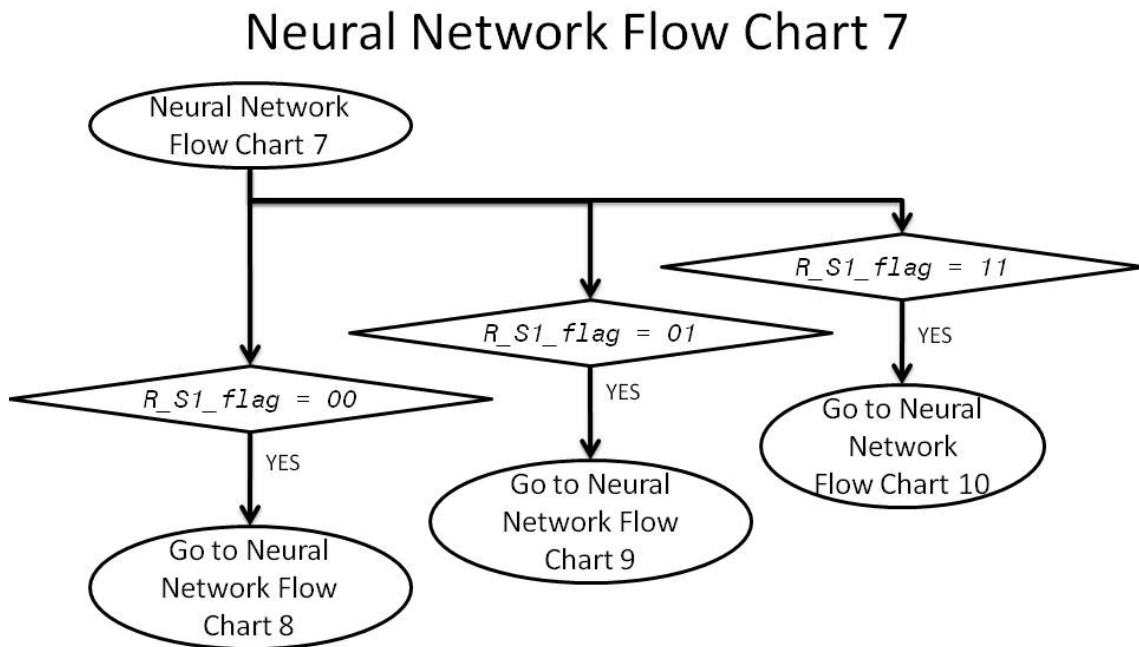 Neural Network Flow Chart 7
Neural Network
Flow Chart 7
R_S1_flag = 11
R_S1_flag = 01
YES
R_S1_flag = 00
YES
Go to Neural
Network
Flow Chart 10
YES
Go to Neural
Network Flow
Chart 9
Go to Neural
Network Flow
Chart 8